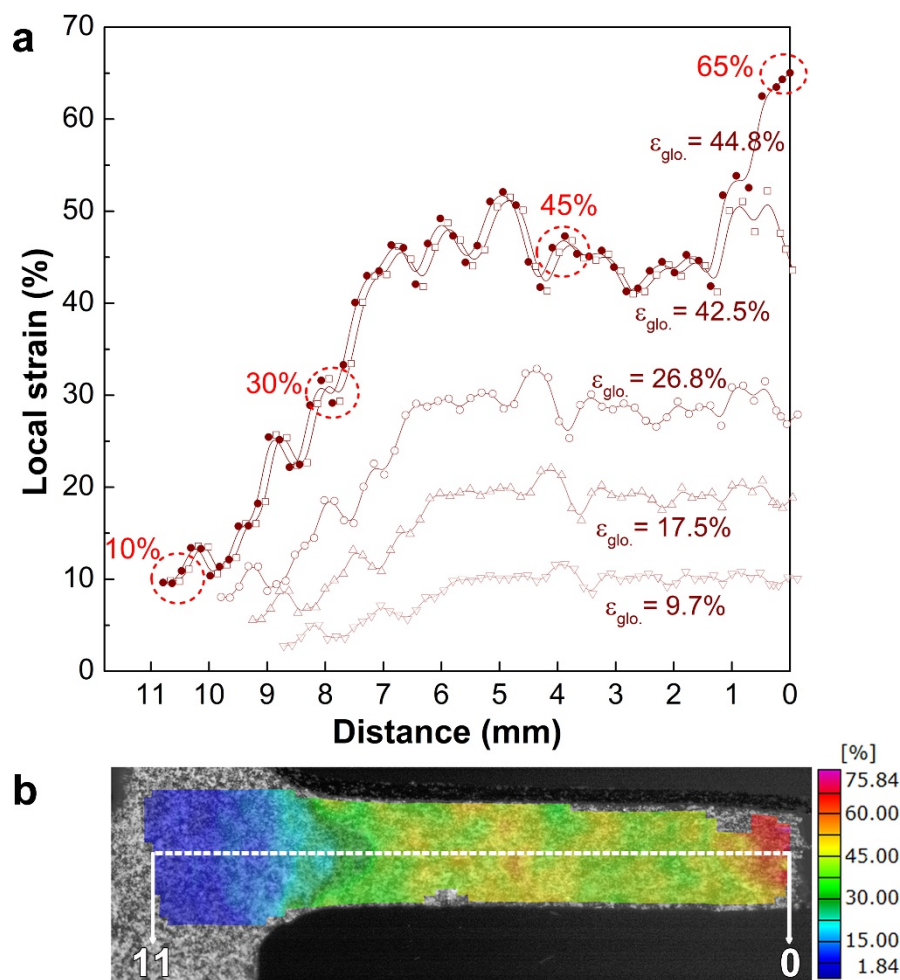 a
70
60
50
40
30
20
10
0
Local strain (%)
65%
εglo.= 44.8%
45%
εglo.= 42.5%
30%
εglo.= 26.8%
εglo.= 17.5%
10%
εglo.= 9.7%
11 10 9 8 7 6 5 4 3 2 1 0
Distance (mm)
b
[%]
75.84
60.00
45.00
30.00
15.00
1.84
11
0